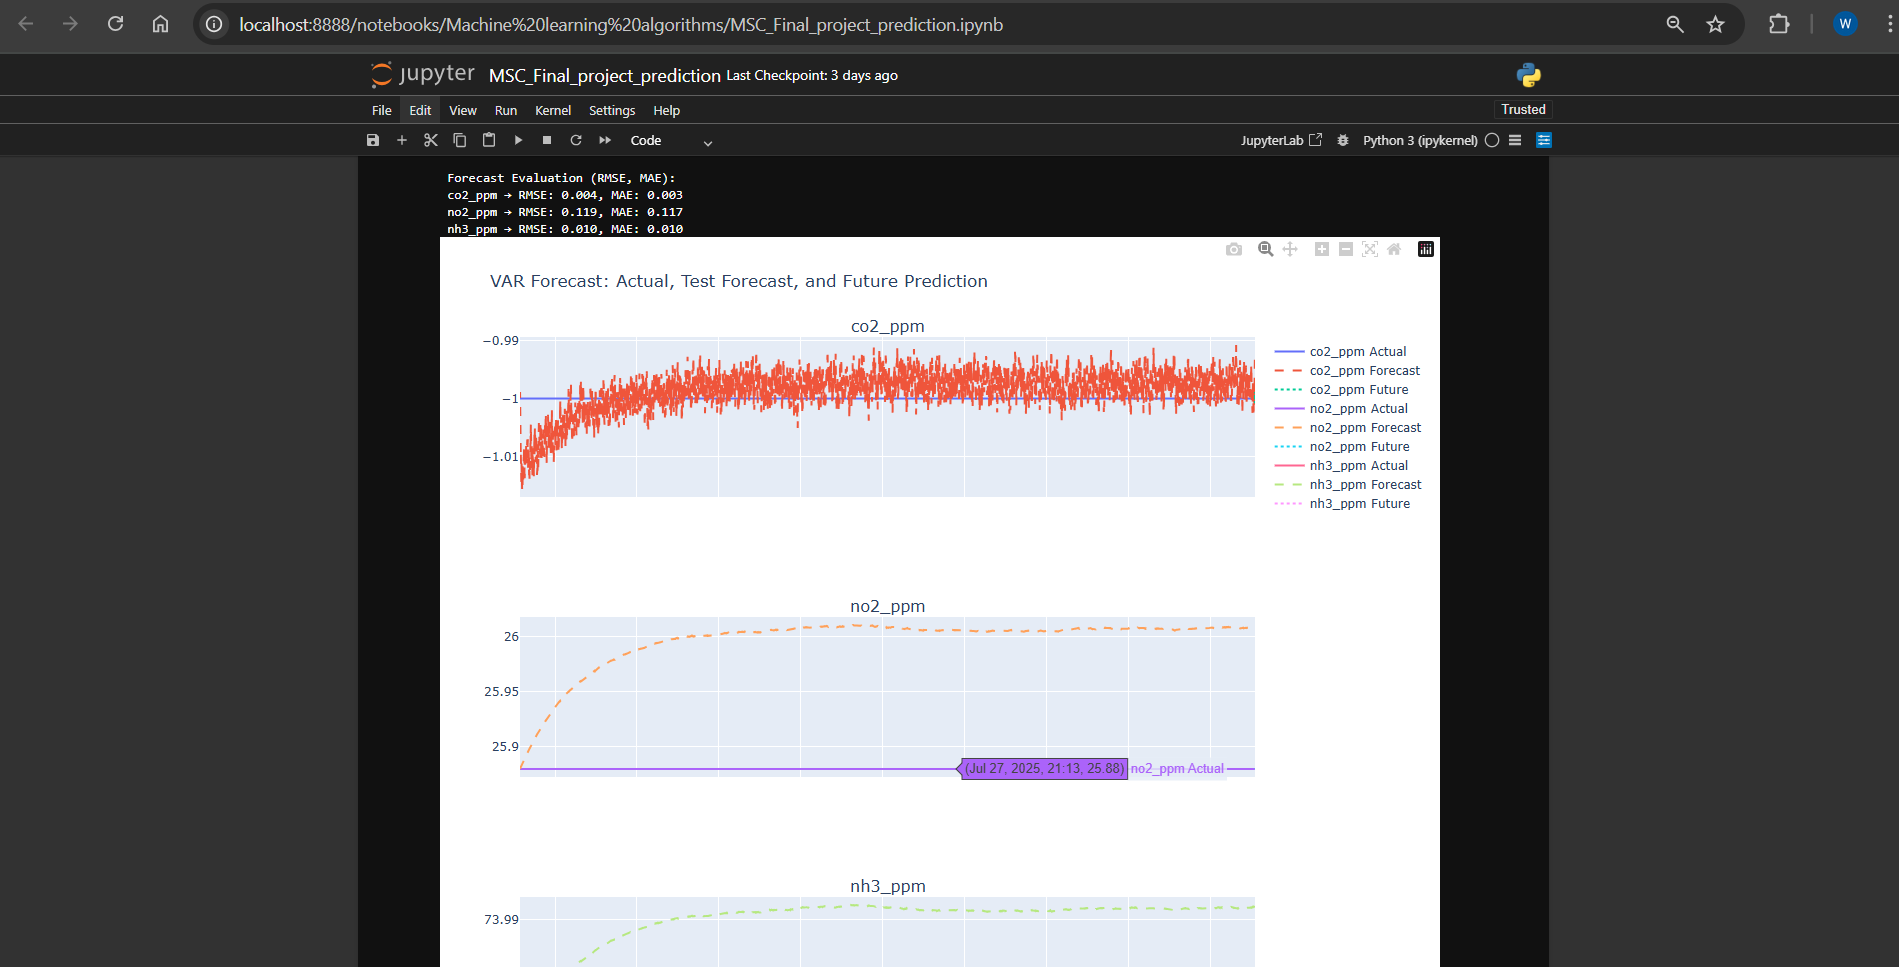 localhost:8888/notebooks/Machine%20learning%20algorithms/MSC_Final_project_prediction.ipynb
W
jupyter MSC_Final_project_prediction Last Checkpoint: 3 days ago
File Edit View Run Kernel Settings Help
Trusted
Code
JupyterLab
Python 3 (ipykernel)
Forecast Evaluation (RMSE, MAE):
co2_ppm → RMSE: 0.004, MAE: 0.003
no2_ppm → RMSE: 0.119, MAE: 0.117
nh3_ppm → RMSE: 0.010, MAE: 0.010
VAR Forecast: Actual, Test Forecast, and Future Prediction
co2_ppm
−0.99
−1
−1.01
co2_ppm Actual
co2_ppm Forecast
co2_ppm Future
no2_ppm Actual
no2_ppm Forecast
no2_ppm Future
nh3_ppm Actual
nh3_ppm Forecast
nh3_ppm Future
no2_ppm
26
25.95
25.9
(Jul 27, 2025, 21:13, 25.88) no2_ppm Actual
nh3_ppm
73.99